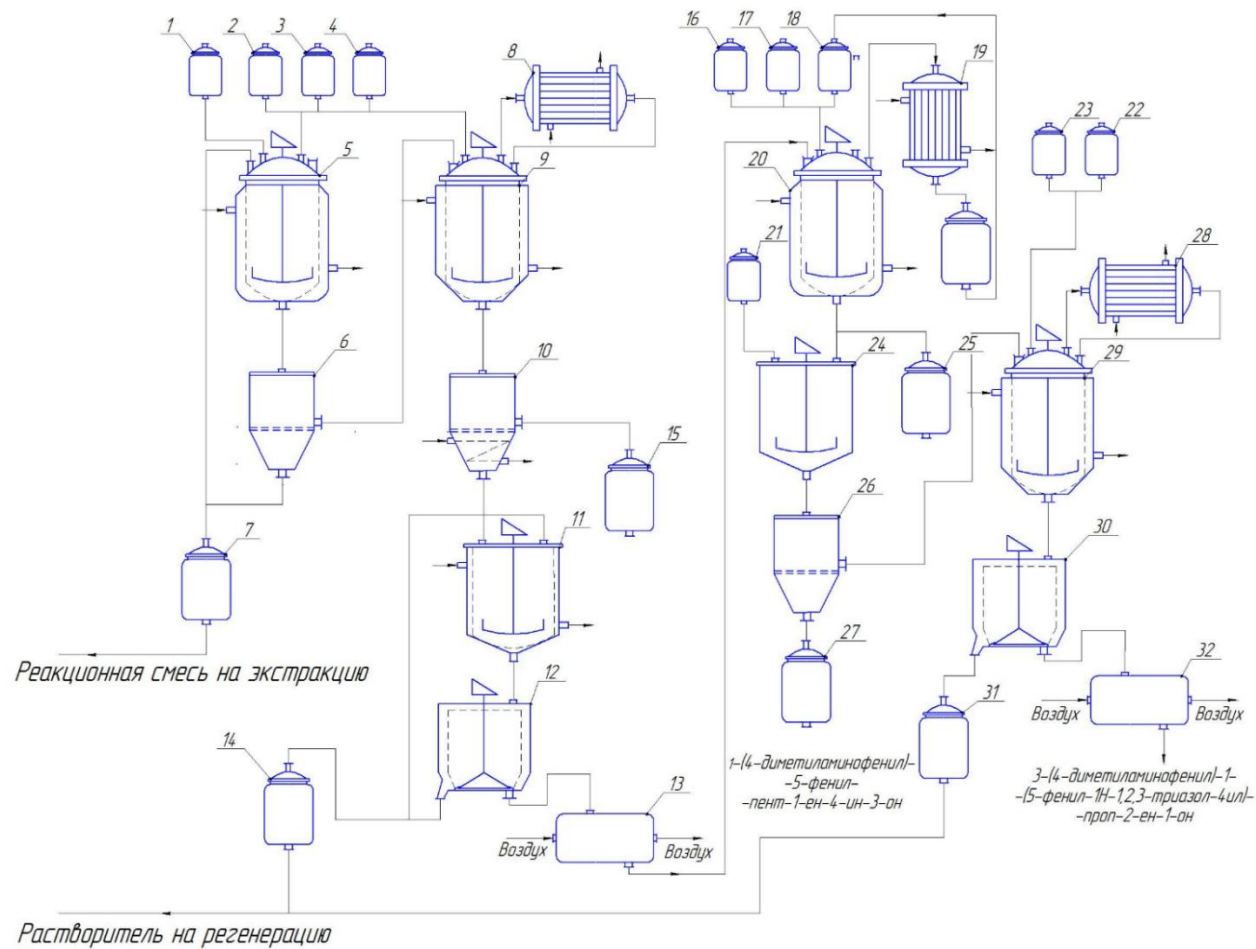 1
2
3
4
8
5
9
6
10
15
7
11
Реакционная смесь на экстракцию
12
14
13
Воздух
Воздух
Растворитель на регенерацию
16
17
18
19
23
22
20
21
28
24
25
29
26
30
27
32
31
Воздух
Воздух
1-(4-диметиламинофенил)-
-5-фенил-
-пент-1-ен-4-ин-3-он
3-(4-диметиламинофенил)-1-
-(5-фенил-1Н-1,2,3-триазол-4ил)-
-проп-2-ен-1-он